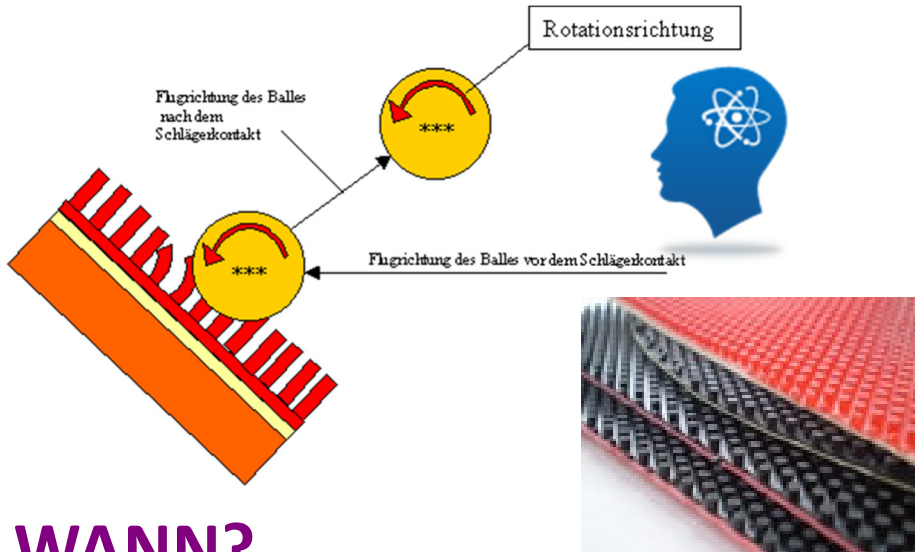 Rotationsrichtung
Flugrichtung des Balles
nach dem
Schlägerkontakt
***
***
Flugrichtung des Balles vor dem Schlägerkontakt
WANN?